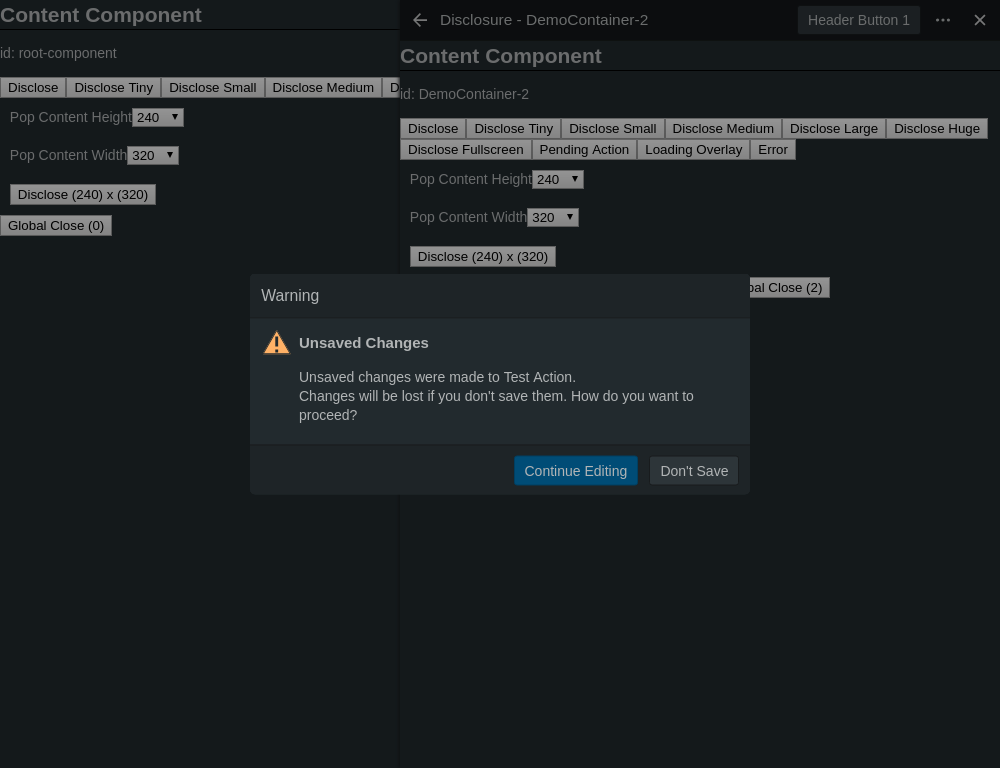 Content Component
id: root-component
Disclose Disclose Tiny Disclose Small Disclose Medium D
Pop Content Height 240
Pop Content Width 320
Disclose (240) x (320)
Global Close (0)
Disclosure - DemoContainer-2 Header Button 1
Content Component
id: DemoContainer-2
Disclose Disclose Tiny Disclose Small Disclose Medium Disclose Large Disclose Huge
Disclose Fullscreen Pending Action Loading Overlay Error
Pop Content Height 240
Pop Content Width 320
Disclose (240) x (320)
bal Close (2)
Warning
Unsaved Changes
Unsaved changes were made to Test Action.
Changes will be lost if you don't save them. How do you want to
proceed?
Continue Editing Don't Save